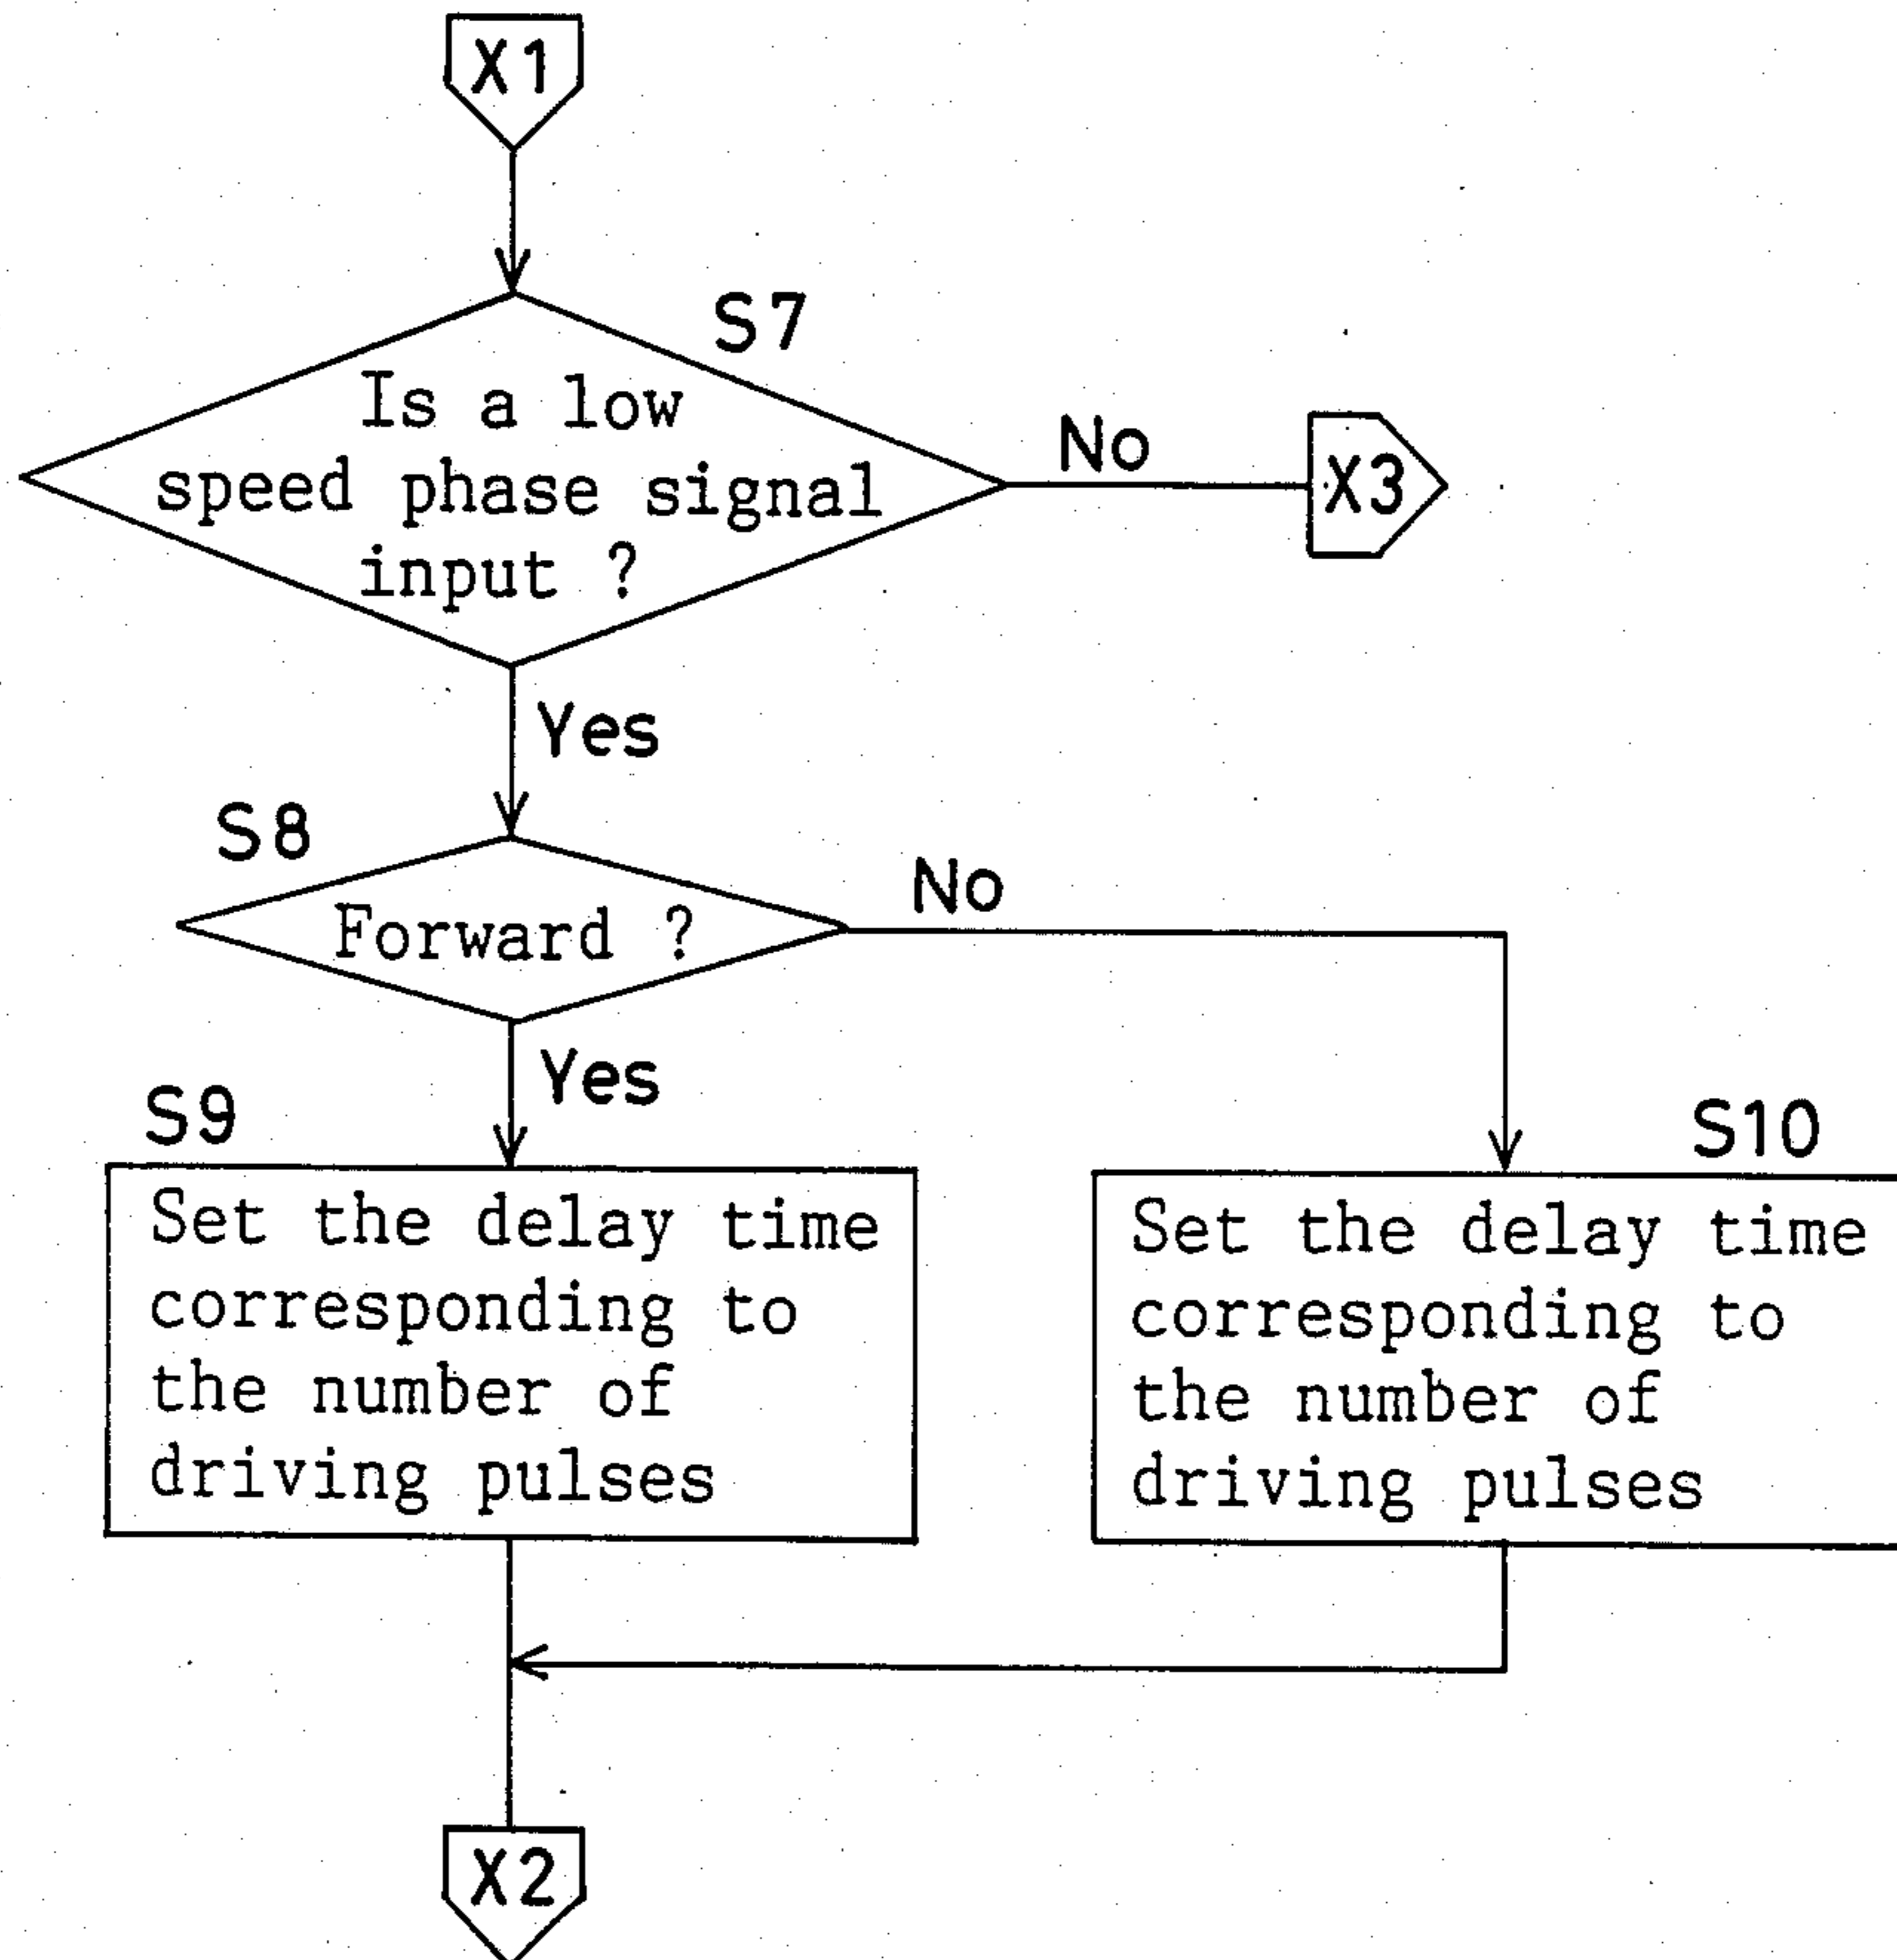 X1
S7
Is a low
speed phase signal
input ?
No
X3
Yes
S8
Forward ?
No
Yes
S9
Set the delay time
corresponding to
the number of
driving pulses
S10
Set the delay time
corresponding to
the number of
driving pulses
X2